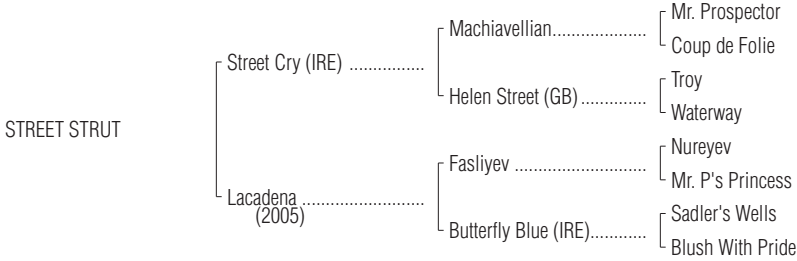 Mr. Prospector
Machiavellian....................
Coup de Folie
Street Cry (IRE) ................
Troy
Helen Street (GB)..............
Waterway
STREET STRUT
Nureyev
Fasliyev ............................
Mr. P's Princess
Lacadena ..........................
(2005)
Sadler's Wells
Butterfly Blue (IRE)............
Blush With Pride